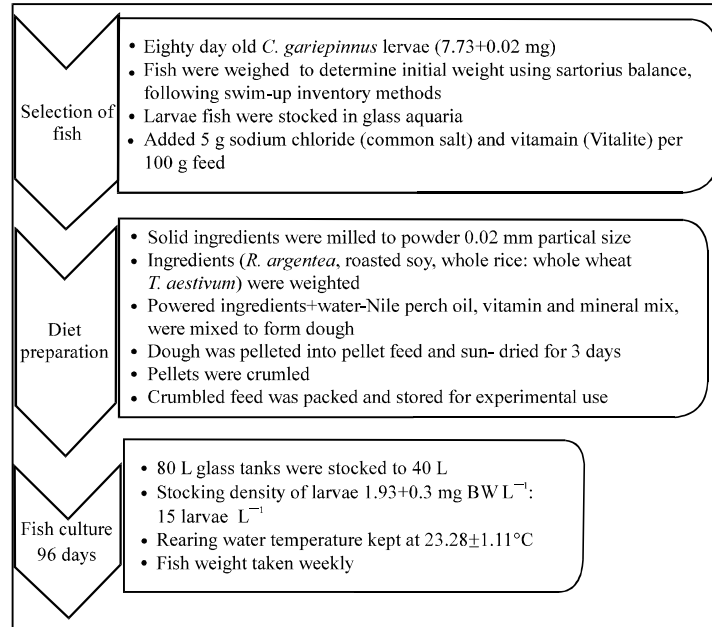 Selection of
fish
• Eighty day old C. gariepinnus lervae (7.73+0.02 mg)
• Fish were weighed to determine initial weight using sartorius balance,
following swim-up inventory methods
• Larvae fish were stocked in glass aquaria
• Added 5 g sodium chloride (common salt) and vitamain (Vitalite) per
100 g feed
Diet
preparation
• Solid ingredients were milled to powder 0.02 mm partical size
• Ingredients (R. argentea, roasted soy, whole rice: whole wheat
T. aestivum) were weighted
• Powered ingredients+water-Nile perch oil, vitamin and mineral mix,
were mixed to form dough
• Dough was pelleted into pellet feed and sun- dried for 3 days
• Pellets were crumled
• Crumbled feed was packed and stored for experimental use
Fish culture
96 days
• 80 L glass tanks were stocked to 40 L
• Stocking density of larvae 1.93+0.3 mg BW L⁻¹:
15 larvae L⁻¹
• Rearing water temperature kept at 23.28±1.11°C
• Fish weight taken weekly